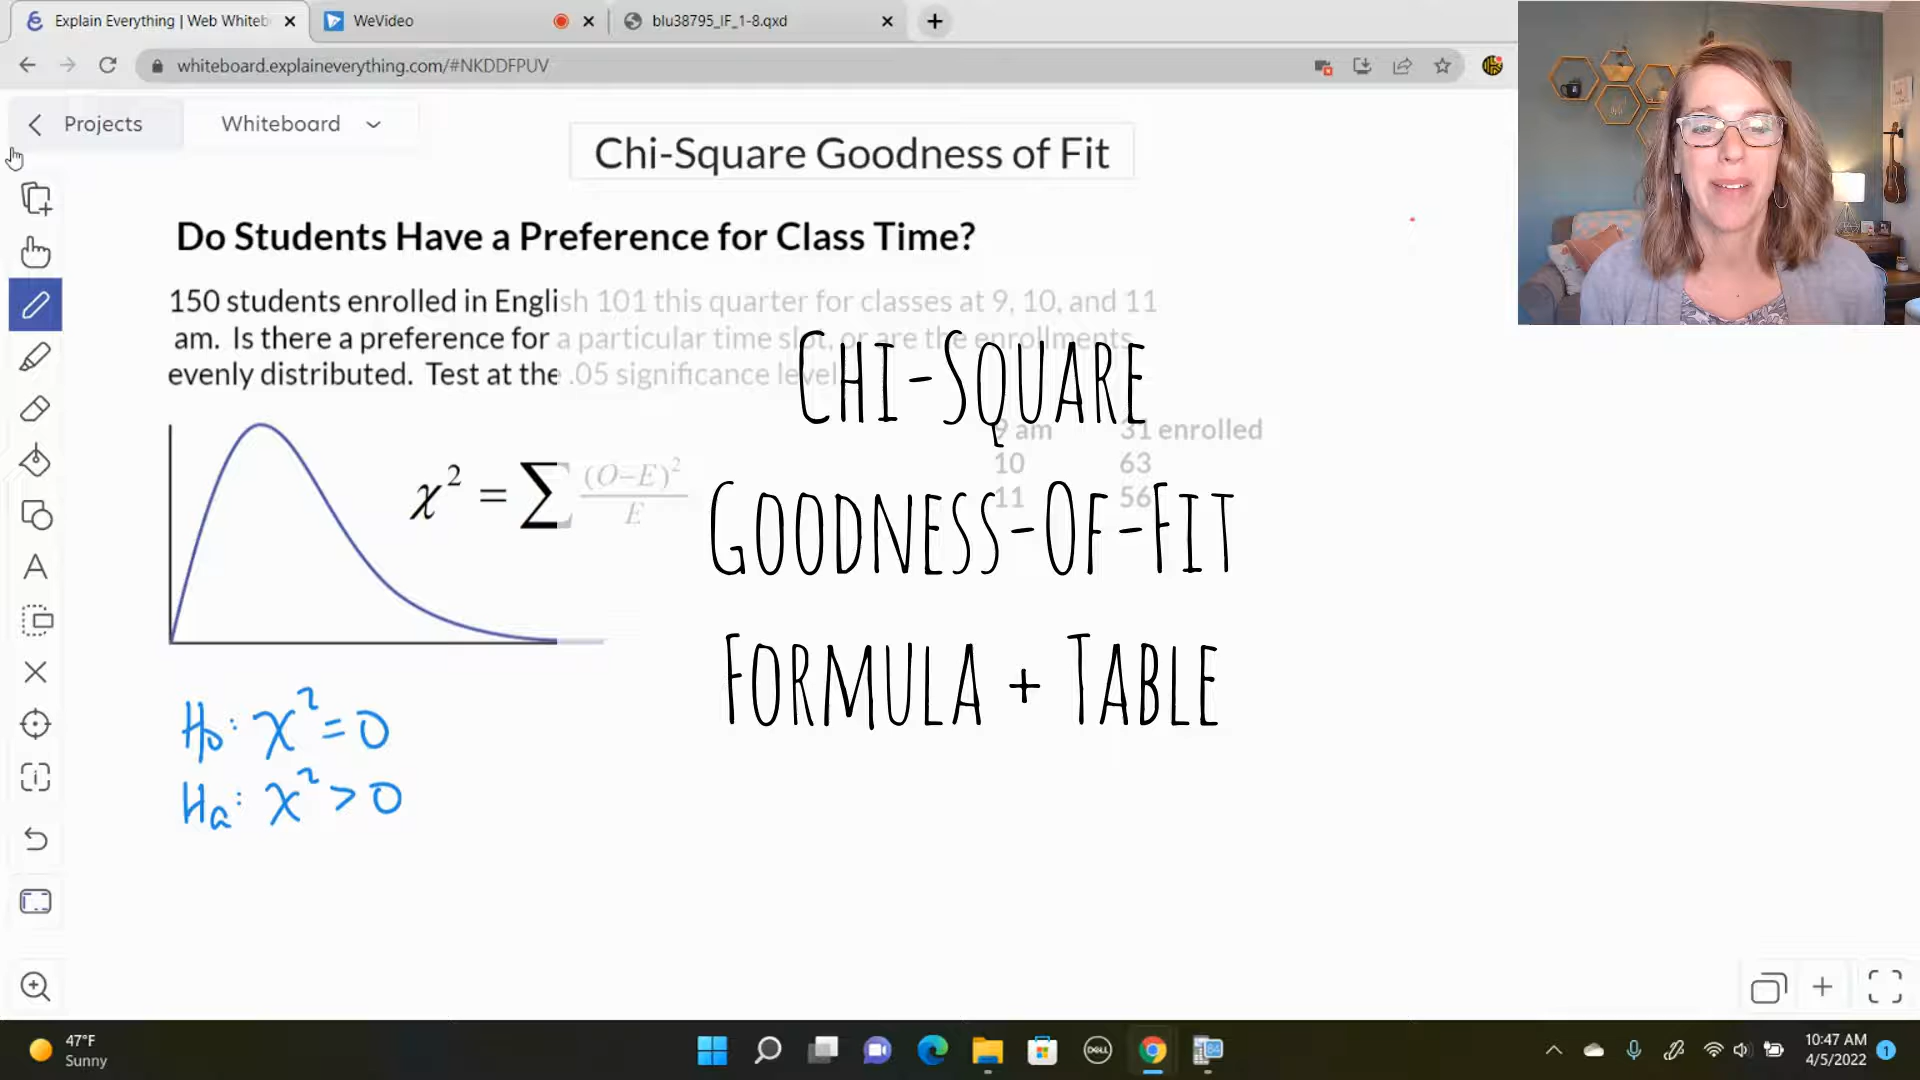 Explain Everything | Web Whiteb
WeVideo
blu38795_IF_1-8.qxd
whiteboard.explaineverything.com/#NKDDFPUV
Projects
Whiteboard
Chi-Square Goodness of Fit
Do Students Have a Preference for Class Time?
150 students enrolled in English 101 this quarter for classes at 9, 10, and 11
am. Is there a preference for a particular time slot, or are the enrollments
evenly distributed. Test at the .05 significance level
9 am 31 enrolled
10 63
11 56
χ² = ∑ (O−E)² / E
CHI-SQUARE
GOODNESS-OF-FIT
FORMULA + TABLE
H₀: χ² = 0
Hₐ: χ² > 0
47°F
Sunny
DELL
10:47 AM
4/5/2022
1